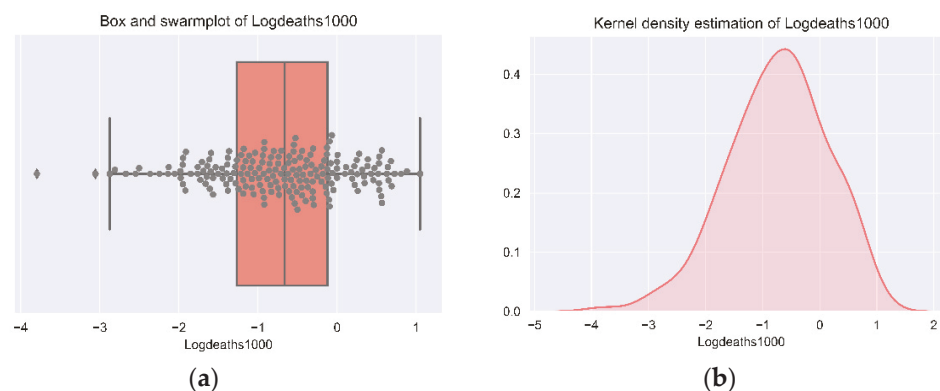 Box and swarmplot of Logdeaths1000
−4 −3 −2 −1 0 1
Logdeaths1000
(a)
Kernel density estimation of Logdeaths1000
0.4
0.3
0.2
0.1
0.0
−5 −4 −3 −2 −1 0 1 2
Logdeaths1000
(b)